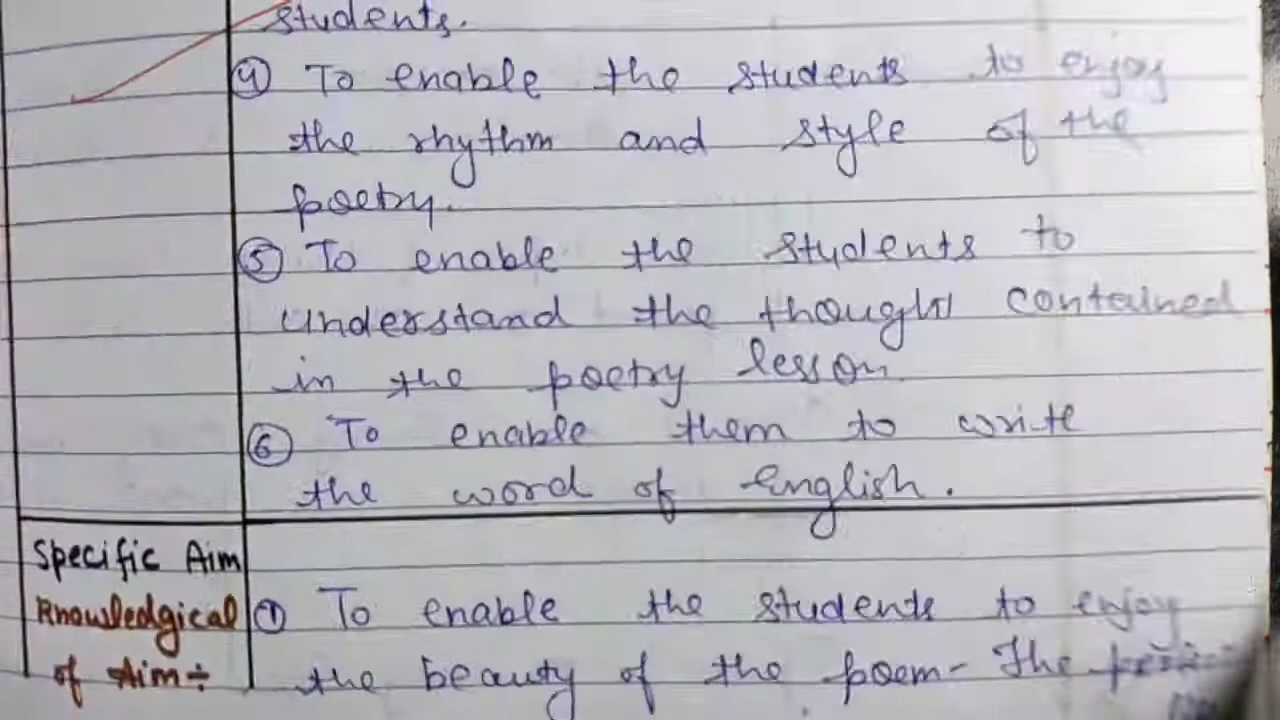 students.
④ To enable the students to enjoy
the rhythm and style of the
poetry.
⑤ To enable the students to
understand the thought contained
in the poetry lesson
⑥ To enable them to write
the word of English.
Specific Aim
Knowledgical ① To enable the students to enjoy
of Aim÷ the beauty of the poem- The